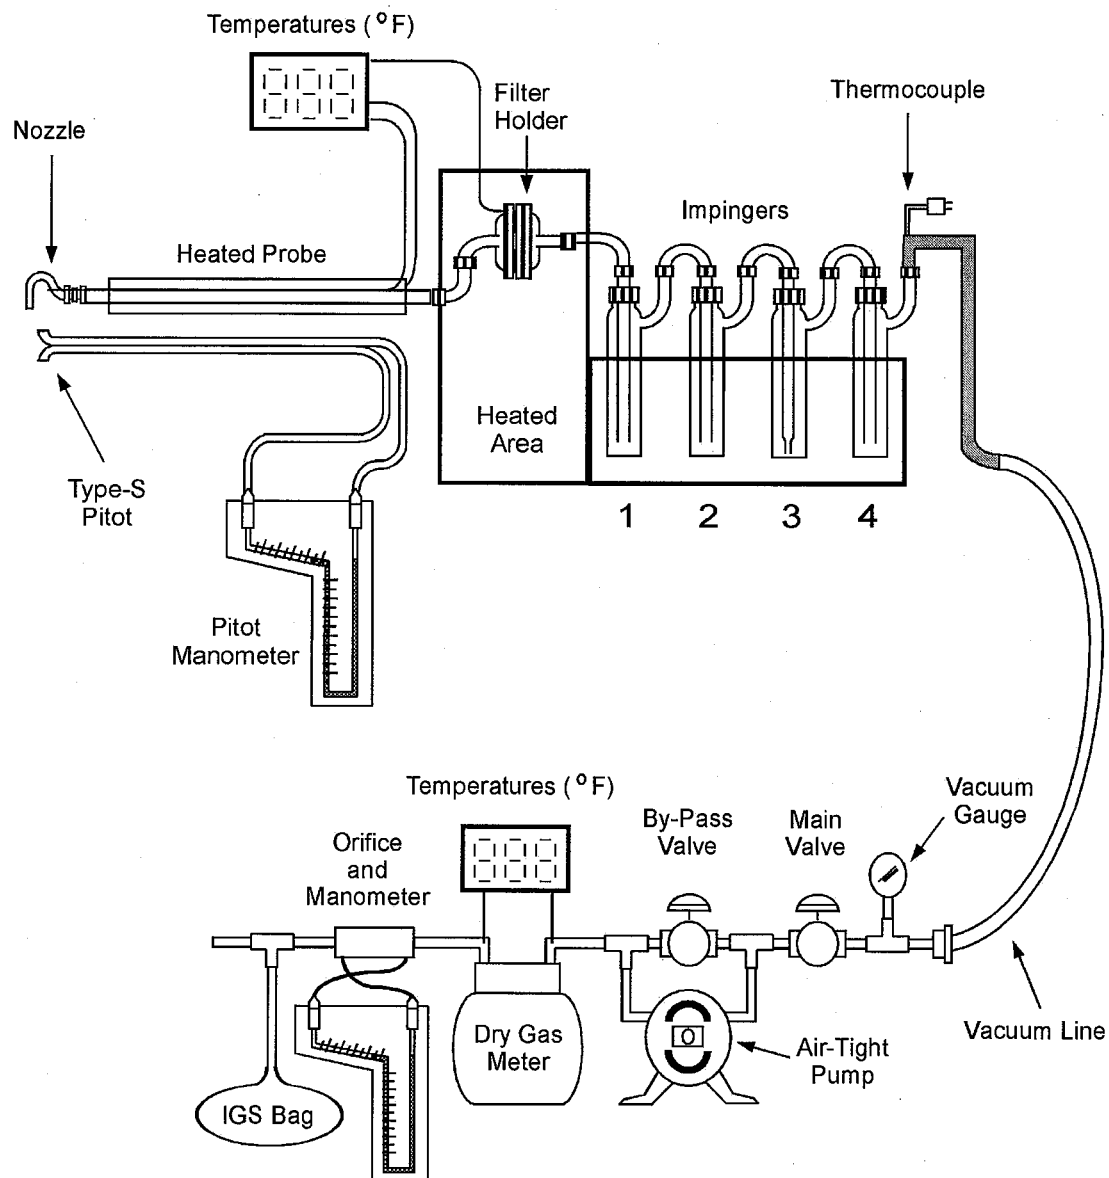 Temperatures (°F)
Nozzle
Filter
Holder
Thermocouple
Heated Probe
Impingers
Heated
Area
Type-S
Pitot
1 2 3 4
Pitot
Manometer
Temperatures (°F)
Orifice
and
Manometer
By-Pass
Valve
Main
Valve
Vacuum
Gauge
Dry Gas
Meter
Air-Tight
Pump
Vacuum Line
IGS Bag